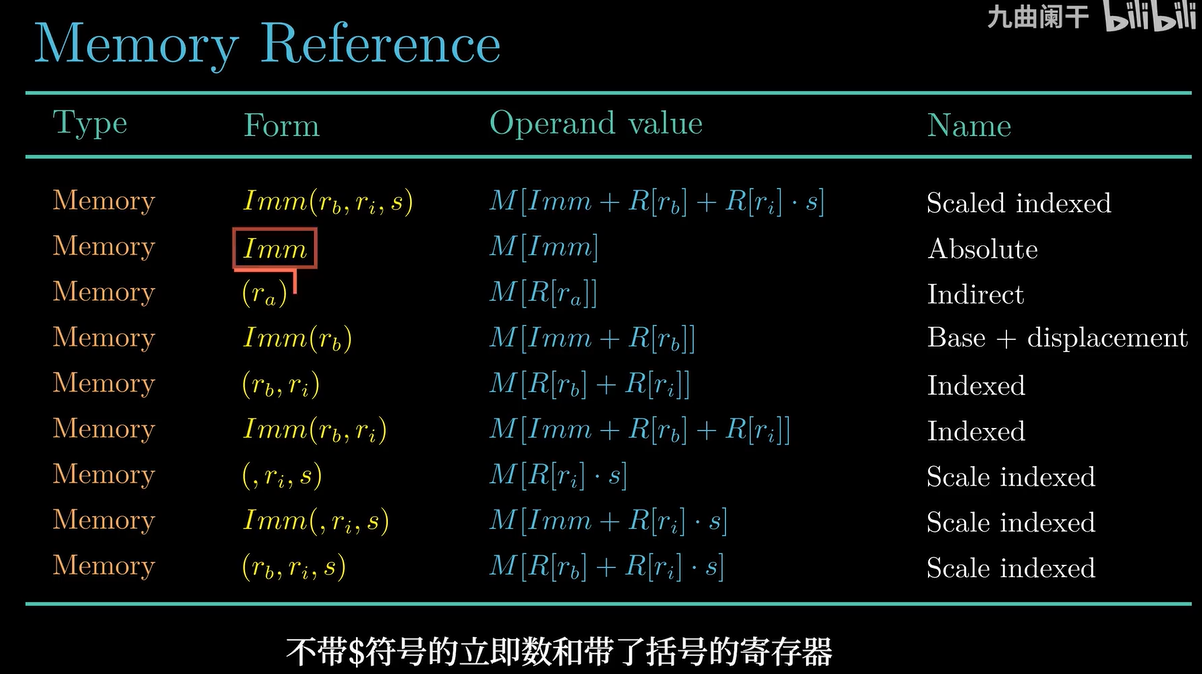 九曲阑干 bilibili
Memory Reference
Type Form Operand value Name
Memory Imm(r_b, r_i, s) M[Imm + R[r_b] + R[r_i] · s] Scaled indexed
Memory Imm M[Imm] Absolute
Memory (r_a) M[R[r_a]] Indirect
Memory Imm(r_b) M[Imm + R[r_b]] Base + displacement
Memory (r_b, r_i) M[R[r_b] + R[r_i]] Indexed
Memory Imm(r_b, r_i) M[Imm + R[r_b] + R[r_i]] Indexed
Memory (, r_i, s) M[R[r_i] · s] Scale indexed
Memory Imm(, r_i, s) M[Imm + R[r_i] · s] Scale indexed
Memory (r_b, r_i, s) M[R[r_b] + R[r_i] · s] Scale indexed
不带$符号的立即数和带了括号的寄存器